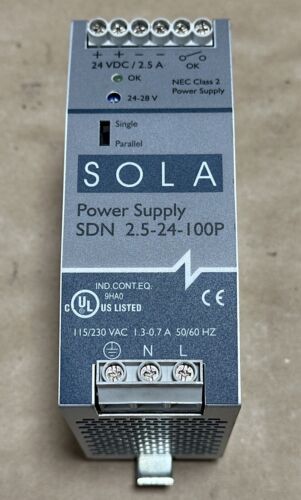 + + - - -
24 VDC / 2.5 A
OK
OK
NEC Class 2
Power Supply
24-28 V
Single
Parallel
SOLA
Power Supply
SDN 2.5-24-100P
IND.CONT.EQ.
9HA0
C UL US LISTED
CE
115/230 VAC 1.3-0.7 A 50/60 HZ
N L